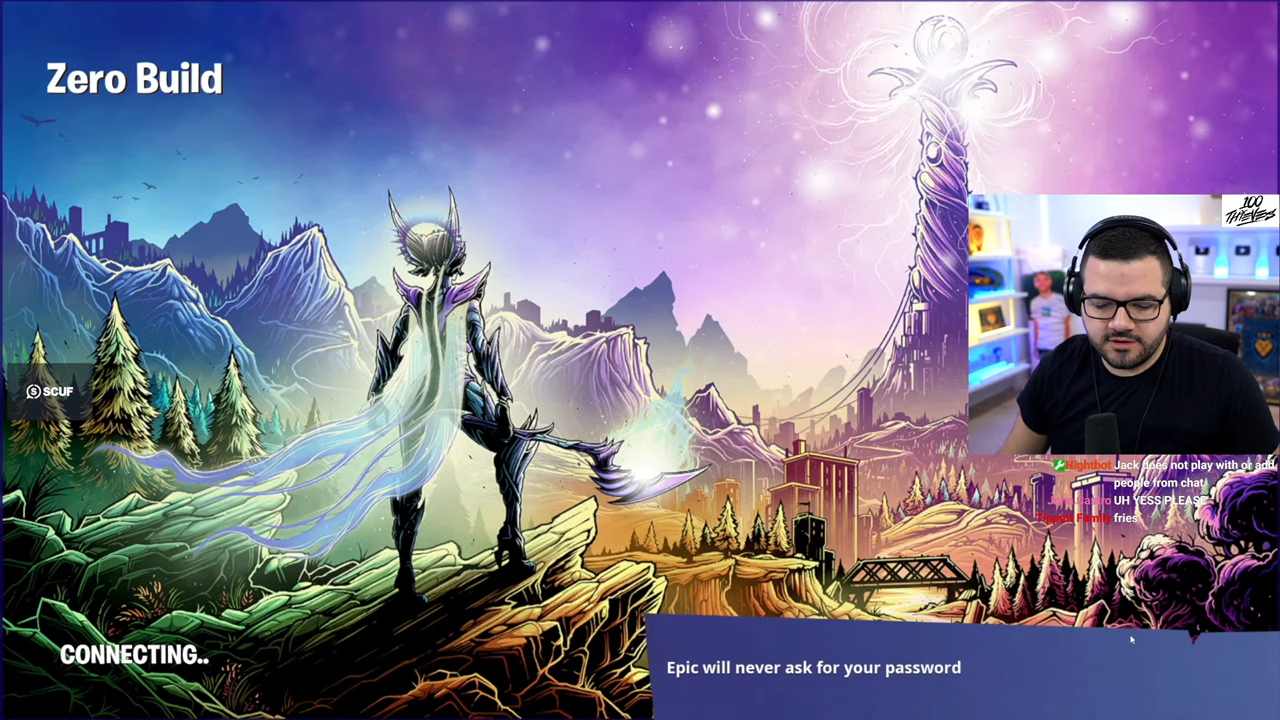 Zero Build
100
THIEVES
SCUF
Nightbot Jack does not play with or add
people from chat!
UH YESS PLEASE
Family fries
CONNECTING..
Epic will never ask for your password